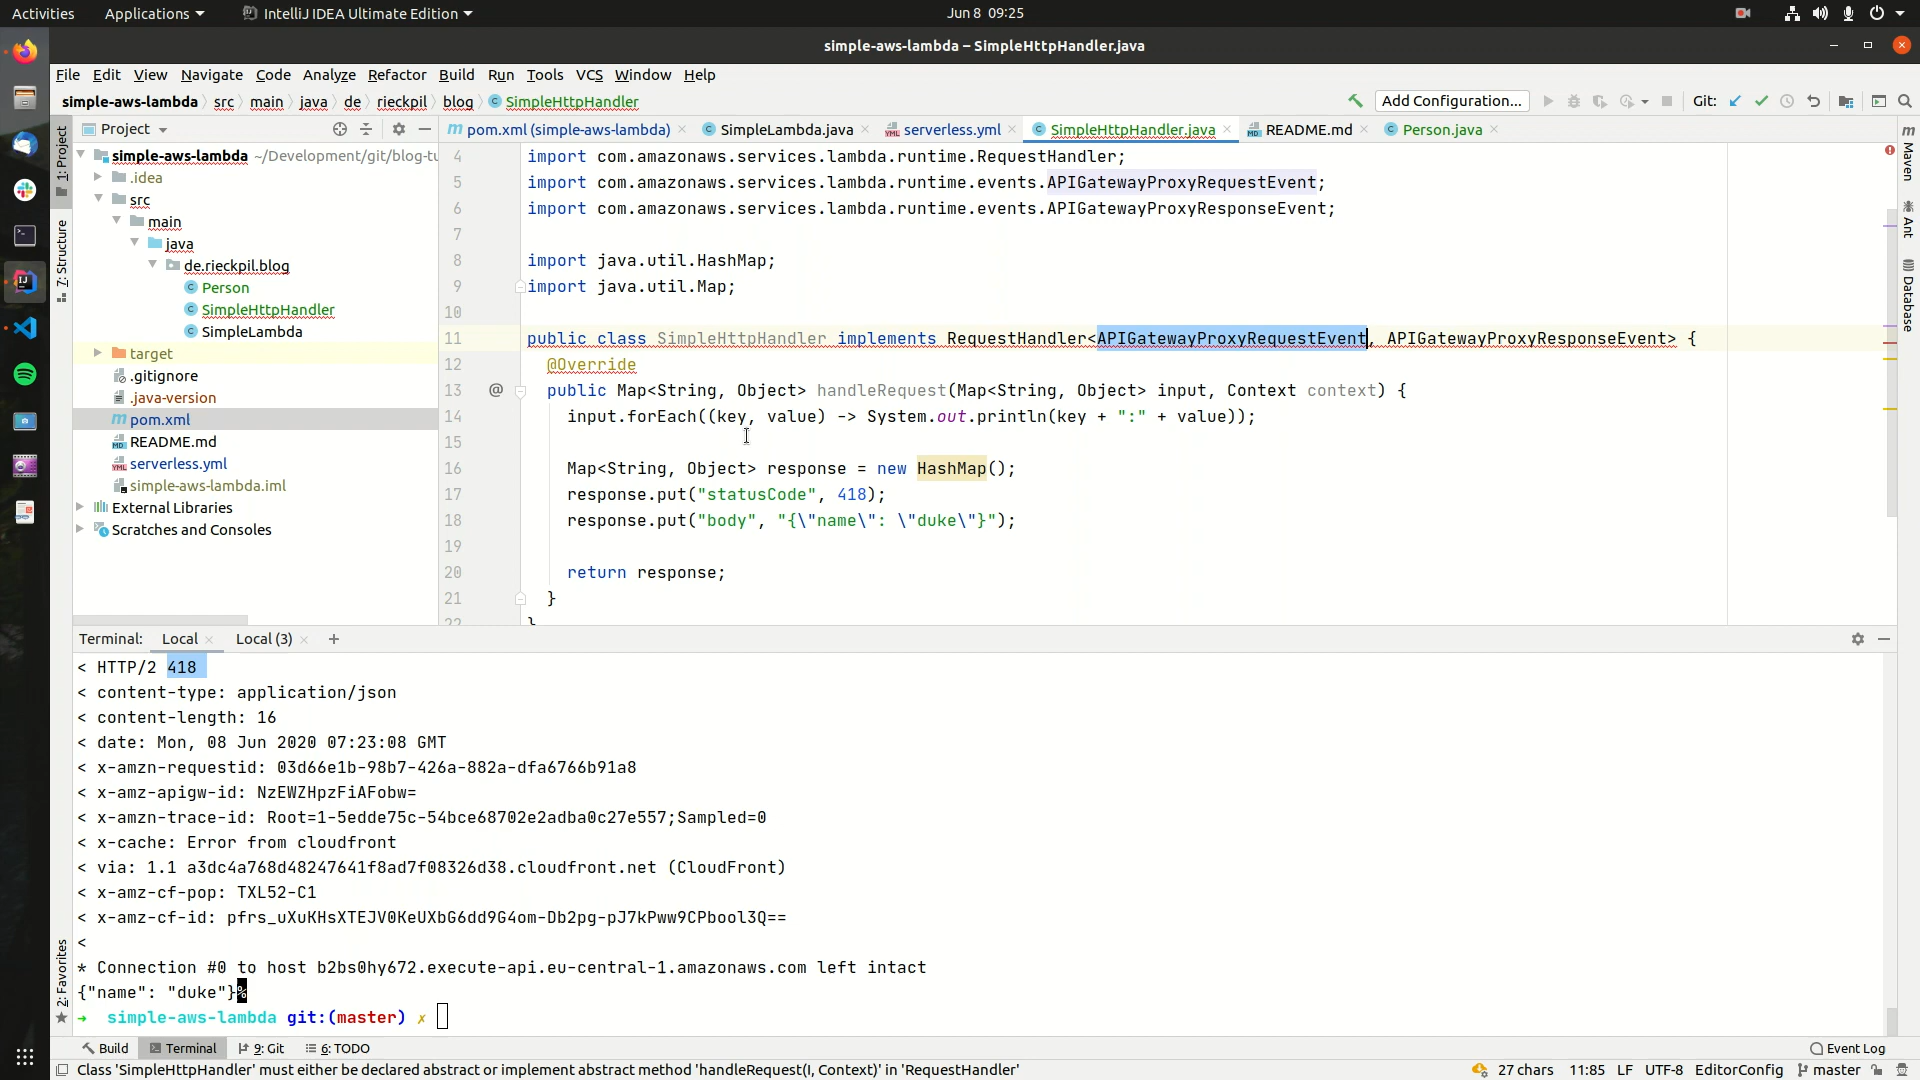 Activities Applications IntelliJ IDEA Ultimate Edition Jun 8 09:25
simple-aws-lambda – SimpleHttpHandler.java
File Edit View Navigate Code Analyze Refactor Build Run Tools VCS Window Help
simple-aws-lambda src main java de rieckpil blog SimpleHttpHandler Add Configuration... Git:
Project
pom.xml (simple-aws-lambda) SimpleLambda.java serverless.yml SimpleHttpHandler.java README.md Person.java
1: Project
7: Structure
2: Favorites
simple-aws-lambda ~/Development/git/blog-tu
.idea
src
main
java
de.rieckpil.blog
Person
SimpleHttpHandler
SimpleLambda
target
.gitignore
.java-version
pom.xml
README.md
serverless.yml
simple-aws-lambda.iml
External Libraries
Scratches and Consoles
4 import com.amazonaws.services.lambda.runtime.RequestHandler;
5 import com.amazonaws.services.lambda.runtime.events.APIGatewayProxyRequestEvent;
6 import com.amazonaws.services.lambda.runtime.events.APIGatewayProxyResponseEvent;
7
8 import java.util.HashMap;
9 import java.util.Map;
10
11 public class SimpleHttpHandler implements RequestHandler<APIGatewayProxyRequestEvent, APIGatewayProxyResponseEvent> {
12 @Override
13 @ public Map<String, Object> handleRequest(Map<String, Object> input, Context context) {
14 input.forEach((key, value) -> System.out.println(key + ":" + value));
15
16 Map<String, Object> response = new HashMap();
17 response.put("statusCode", 418);
18 response.put("body", "{\"name\": \"duke\"}");
19
20 return response;
21 }
22 }
Maven
Ant
Database
Terminal: Local Local (3) +
< HTTP/2 418
< content-type: application/json
< content-length: 16
< date: Mon, 08 Jun 2020 07:23:08 GMT
< x-amzn-requestid: 03d66e1b-98b7-426a-882a-dfa6766b91a8
< x-amz-apigw-id: NzEWZHpzFiAFobw=
< x-amzn-trace-id: Root=1-5edde75c-54bce68702e2adba0c27e557;Sampled=0
< x-cache: Error from cloudfront
< via: 1.1 a3dc4a768d48247641f8ad7f08326d38.cloudfront.net (CloudFront)
< x-amz-cf-pop: TXL52-C1
< x-amz-cf-id: pfrs_uXuKHsXTEJV0KeUXbG6dd9G4om-Db2pg-pJ7kPww9CPbool3Q==
<
* Connection #0 to host b2bs0hy672.execute-api.eu-central-1.amazonaws.com left intact
{"name": "duke"}%
➜ simple-aws-lambda git:(master) ✗
Build Terminal 9: Git 6: TODO Event Log
Class 'SimpleHttpHandler' must either be declared abstract or implement abstract method 'handleRequest(I, Context)' in 'RequestHandler' 27 chars 11:85 LF UTF-8 EditorConfig master